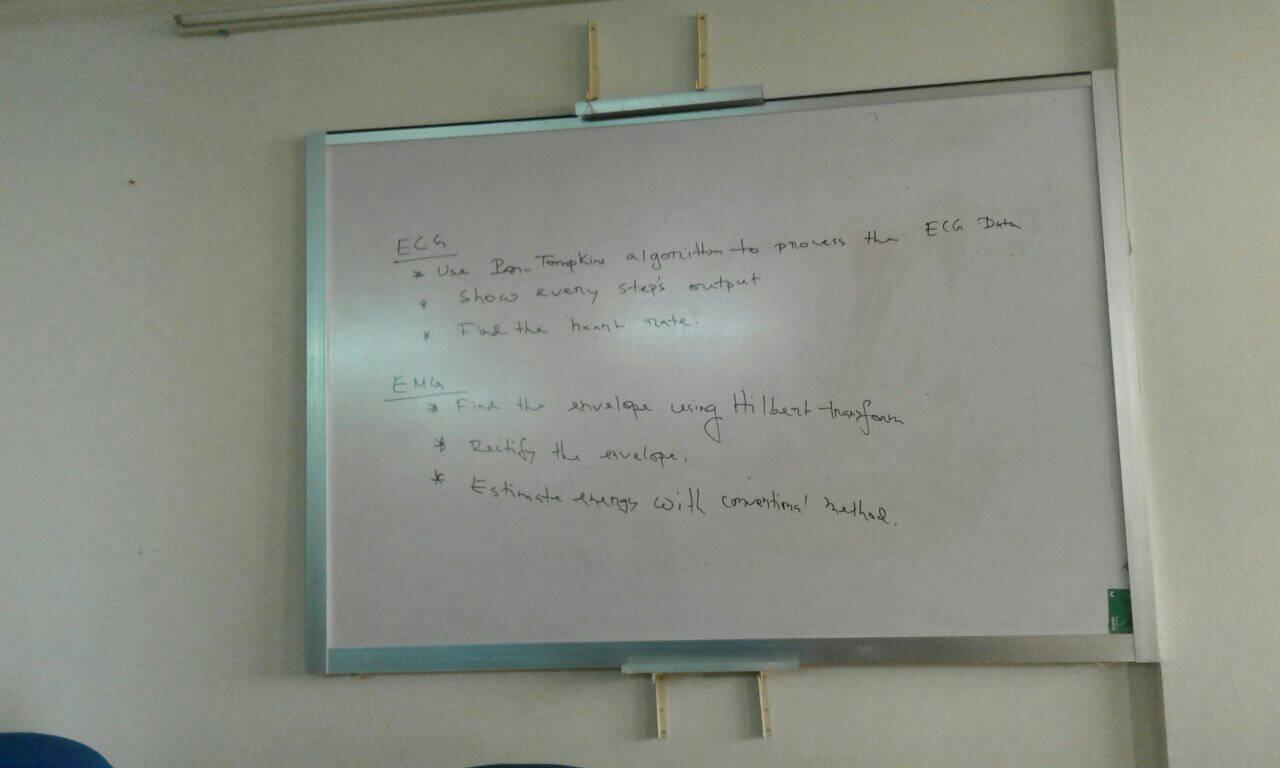 ECG
* Use Pan-Tompkins algorithm to process the ECG Data
* Show every step's output
* Find the heart rate.
EMG
* Find the envelope using Hilbert transform
* Rectify the envelope.
* Estimate energy with conventional method.